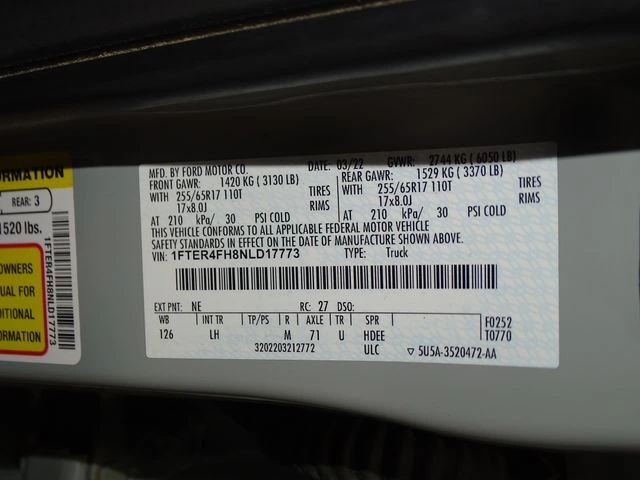 ORMATION
REAR: 3
1520 lbs.
OWNERS
UAL FOR
DITIONAL
ORMATION
1FTER4FH8NLD17773
MFD. BY FORD MOTOR CO. DATE: 03/22 GVWR: 2744 KG ( 6050 LB)
FRONT GAWR: 1420 KG ( 3130 LB) REAR GAWR: 1529 KG ( 3370 LB)
WITH 255/65R17 110T TIRES WITH 255/65R17 110T TIRES
17x8.0J RIMS 17x8.0J RIMS
AT 210 kPa/ 30 PSI COLD AT 210 kPa/ 30 PSI COLD
THIS VEHICLE CONFORMS TO ALL APPLICABLE FEDERAL MOTOR VEHICLE
SAFETY STANDARDS IN EFFECT ON THE DATE OF MANUFACTURE SHOWN ABOVE.
VIN: 1FTER4FH8NLD17773 TYPE: Truck
EXT PNT: NE RC: 27 DSO:
WB INT TR TP/PS R AXLE TR SPR F0252
126 LH M 71 U HDEE T0770
3202203212772 ULC ▽ 5U5A-3520472-AA